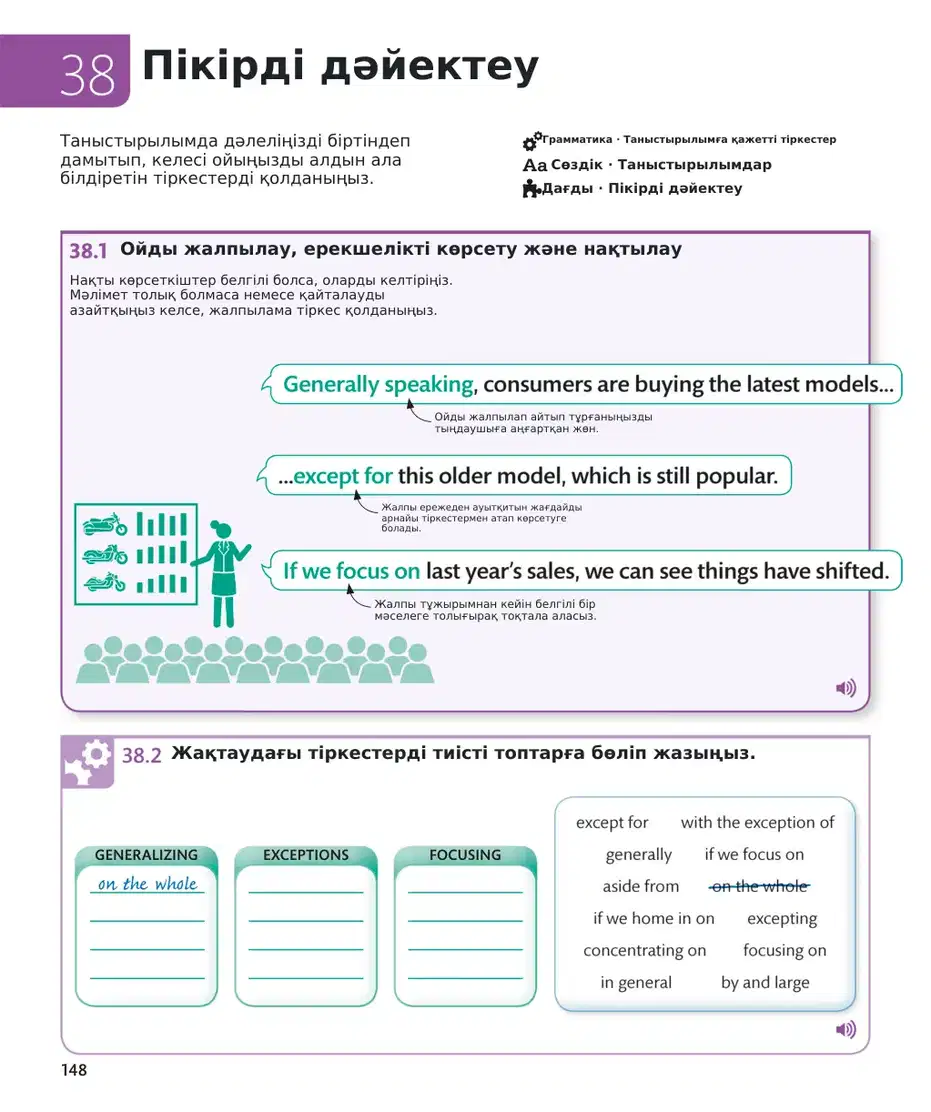 38
Пікірді дәйектеу
Таныстырылымда дәлеліңізді біртіндеп
дамытып, келесі ойыңызды алдын ала
білдіретін тіркестерді қолданыңыз.
Грамматика · Таныстырылымға қажетті тіркестер
Aa Сөздік · Таныстырылымдар
Дағды · Пікірді дәйектеу
38.1 Ойды жалпылау, ерекшелікті көрсету және нақтылау
Нақты көрсеткіштер белгілі болса, оларды келтіріңіз.
Мәлімет толық болмаса немесе қайталауды
азайтқыңыз келсе, жалпылама тіркес қолданыңыз.
Generally speaking, consumers are buying the latest models...
Ойды жалпылап айтып тұрғаныңызды
тыңдаушыға аңғартқан жөн.
...except for this older model, which is still popular.
Жалпы ережеден ауытқитын жағдайды
арнайы тіркестермен атап көрсетуге
болады.
If we focus on last year’s sales, we can see things have shifted.
Жалпы тұжырымнан кейін белгілі бір
мәселеге толығырақ тоқтала аласыз.
38.2 Жақтаудағы тіркестерді тиісті топтарға бөліп жазыңыз.
GENERALIZING
on the whole
EXCEPTIONS
FOCUSING
except for with the exception of
generally if we focus on
aside from on the whole
if we home in on excepting
concentrating on focusing on
in general by and large
148